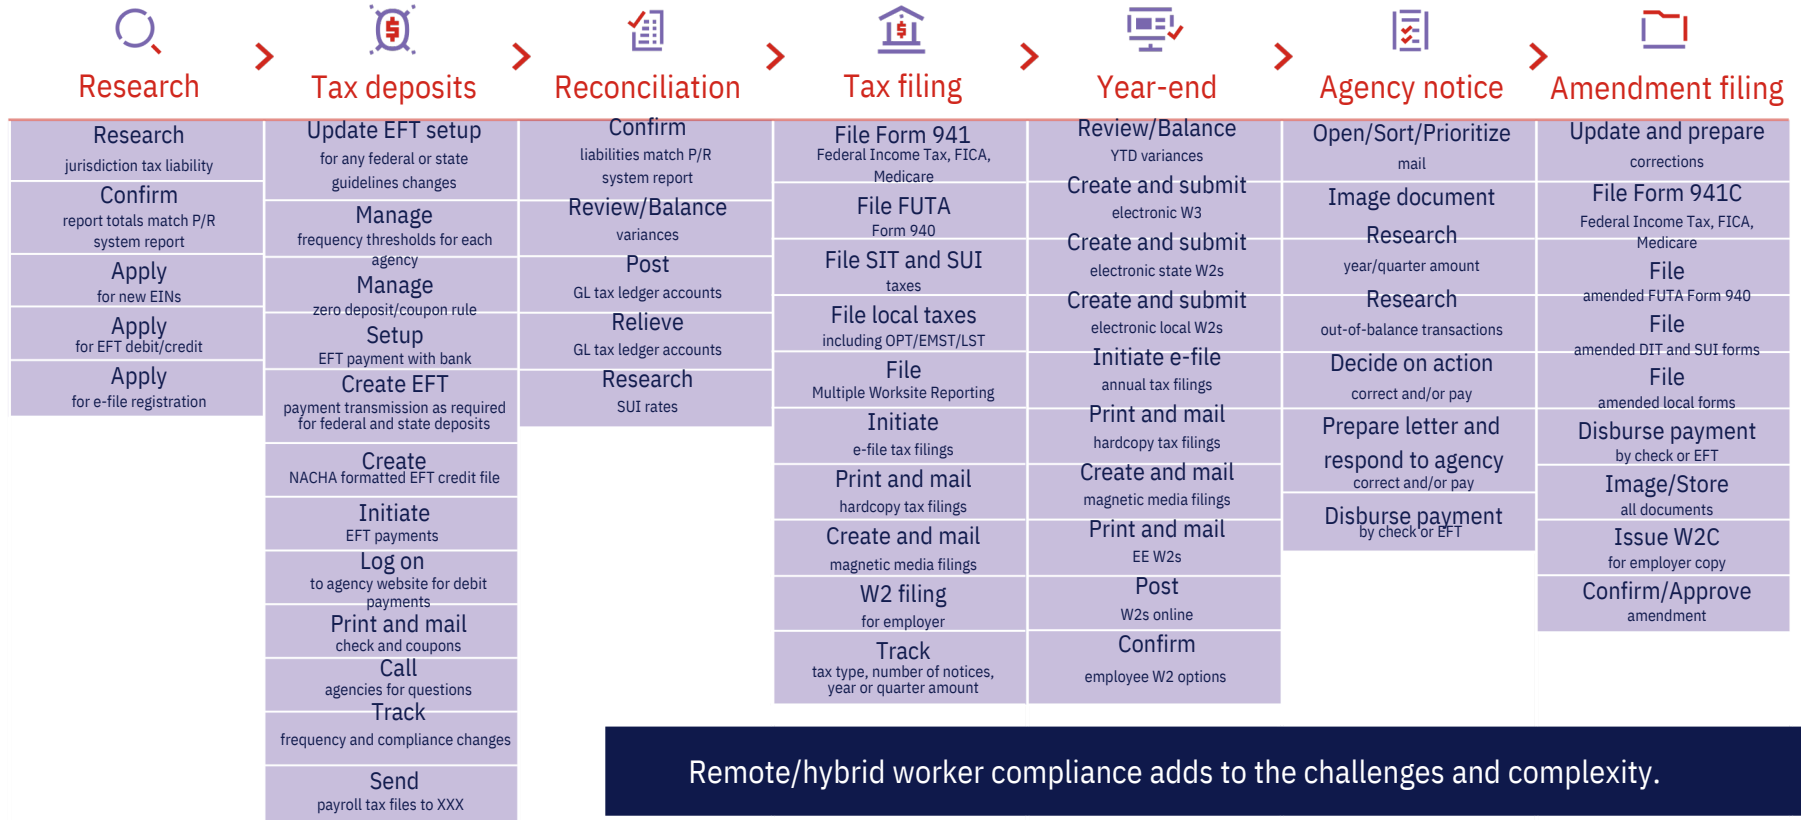 Research
Tax deposits
Reconciliation
Tax filing
Year-end
Agency notice
Amendment filing
Research
jurisdiction tax liability
Confirm
report totals match P/R
system report
Apply
for new EINs
Apply
for EFT debit/credit
Apply
for e-file registration
Update EFT setup
for any federal or state
guidelines changes
Manage
frequency thresholds for each
agency
Manage
zero deposit/coupon rule
Setup
EFT payment with bank
Create EFT
payment transmission as required
for federal and state deposits
Create
NACHA formatted EFT credit file
Initiate
EFT payments
Log on
to agency website for debit
payments
Print and mail
check and coupons
Call
agencies for questions
Track
frequency and compliance changes
Send
payroll tax files to XXX
Confirm
liabilities match P/R
system report
Review/Balance
variances
Post
GL tax ledger accounts
Relieve
GL tax ledger accounts
Research
SUI rates
File Form 941
Federal Income Tax, FICA,
Medicare
File FUTA
Form 940
File SIT and SUI
taxes
File local taxes
including OPT/EMST/LST
File
Multiple Worksite Reporting
Initiate
e-file tax filings
Print and mail
hardcopy tax filings
Create and mail
magnetic media filings
W2 filing
for employer
Track
tax type, number of notices,
year or quarter amount
Review/Balance
YTD variances
Create and submit
electronic W3
Create and submit
electronic state W2s
Create and submit
electronic local W2s
Initiate e-file
annual tax filings
Print and mail
hardcopy tax filings
Create and mail
magnetic media filings
Print and mail
EE W2s
Post
W2s online
Confirm
employee W2 options
Open/Sort/Prioritize
mail
Image document
Research
year/quarter amount
Research
out-of-balance transactions
Decide on action
correct and/or pay
Prepare letter and
respond to agency
correct and/or pay
Disburse payment
by check or EFT
Update and prepare
corrections
File Form 941C
Federal Income Tax, FICA,
Medicare
File
amended FUTA Form 940
File
amended DIT and SUI forms
File
amended local forms
Disburse payment
by check or EFT
Image/Store
all documents
Issue W2C
for employer copy
Confirm/Approve
amendment
Remote/hybrid worker compliance adds to the challenges and complexity.